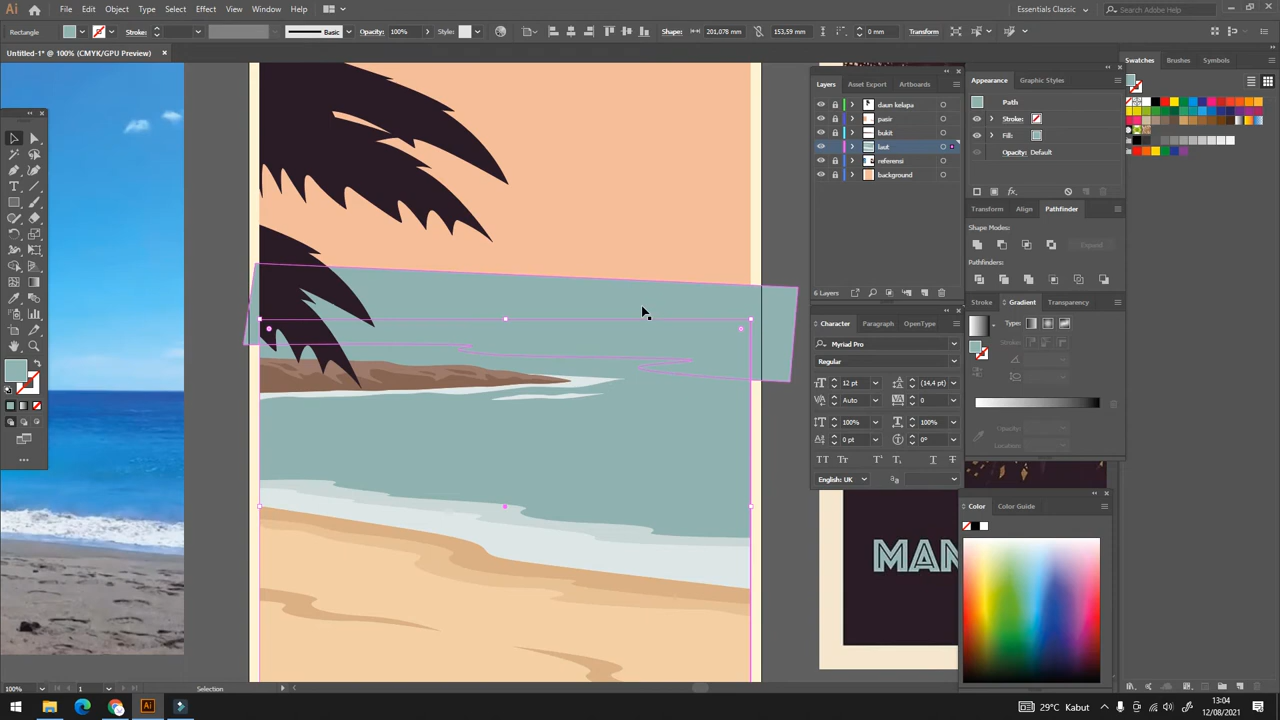 Ai File Edit Object Type Select Effect View Window Help Essentials Classic Search Adobe Help
Rectangle Stroke: Basic Opacity: 100% Style: Shape: 201,078 mm 153,59 mm 0 mm Transform
Untitled-1* @ 100% (CMYK/GPU Preview)
Layers Asset Export Artboards
daun kelapa
pasir
bukit
laut
referensi
background
6 Layers
Character Paragraph OpenType
Myriad Pro
Regular
12 pt (14,4 pt)
Auto 0
100% 100%
0 pt 0°
English: UK
Appearance Graphic Styles
Path
Stroke:
Fill:
Opacity: Default
Transform Align Pathfinder
Shape Modes:
Expand
Pathfinders:
Stroke Gradient Transparency
Type:
Stroke:
Opacity:
Location:
Color Color Guide
Swatches Brushes Symbols
MAN
100% 1 Selection
Ai 29°C Kabut 13:04
12/08/2021